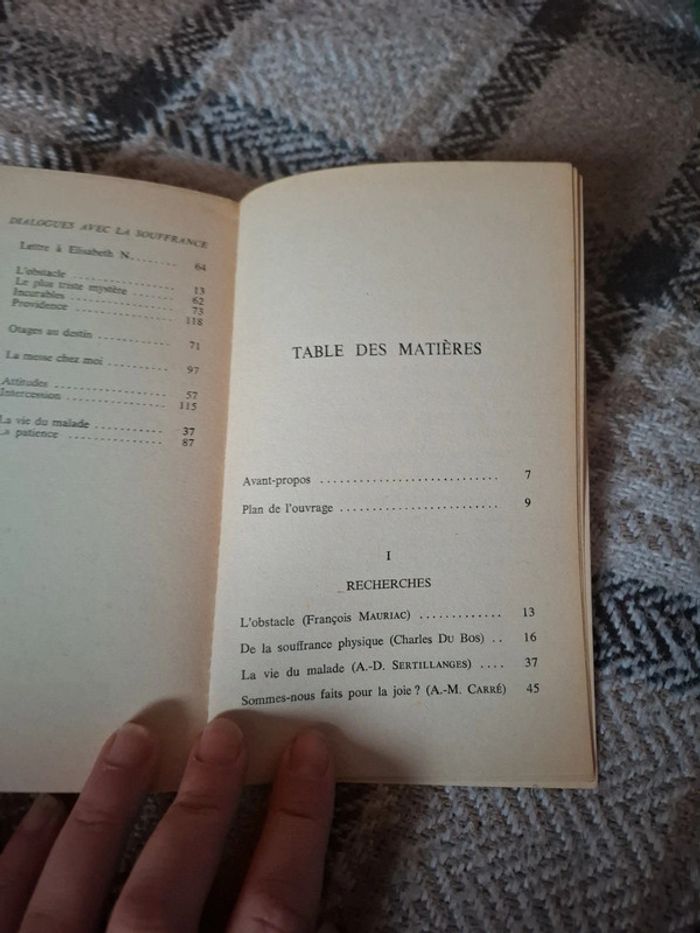 DIALOGUES AVEC LA SOUFFRANCE
Lettre à Elisabeth N. ........ 64
L'obstacle .................... 13
Le plus triste mystère ........ 62
Incurables .................... 73
Providence .................... 118
Otages au destin .............. 71
La messe chez moi ............. 97
Attitudes ..................... 57
Intercession .................. 115
La vie du malade .............. 37
La patience ................... 87
TABLE DES MATIÈRES
Avant-propos ............................ 7
Plan de l'ouvrage ........................ 9
I
RECHERCHES
L'obstacle (François MAURIAC) ............. 13
De la souffrance physique (Charles DU BOS) .. 16
La vie du malade (A.-D. SERTILLANGES) .... 37
Sommes-nous faits pour la joie ? (A.-M. CARRÉ) 45